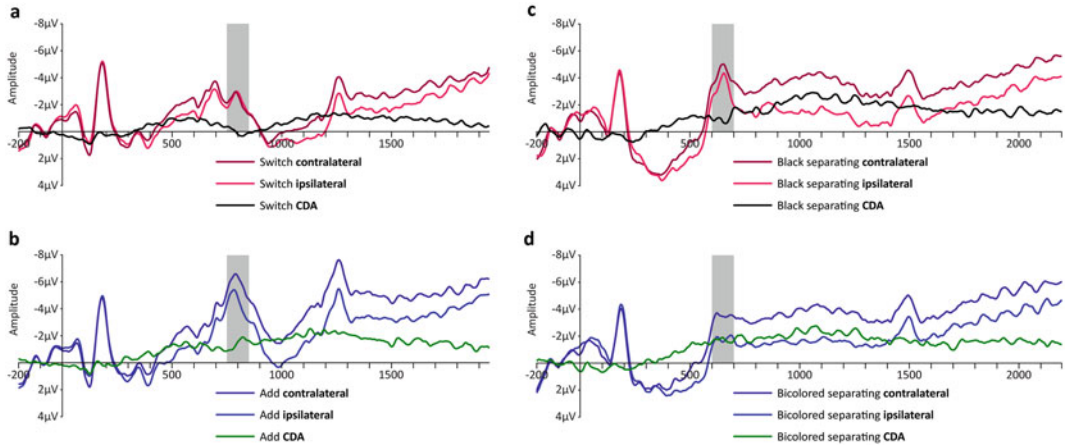 a
Amplitude
-8µV
-6µV
-4µV
-2µV
2µV
4µV
-200
500
1000
1500
Switch contralateral
Switch ipsilateral
Switch CDA
b
Amplitude
-8µV
-6µV
-4µV
-2µV
2µV
4µV
-200
500
1000
1500
Add contralateral
Add ipsilateral
Add CDA
c
Amplitude
-8µV
-6µV
-4µV
-2µV
2µV
4µV
-200
500
1000
1500
2000
Black separating contralateral
Black separating ipsilateral
Black separating CDA
d
Amplitude
-8µV
-6µV
-4µV
-2µV
2µV
4µV
-200
500
1000
1500
2000
Bicolored separating contralateral
Bicolored separating ipsilateral
Bicolored separating CDA